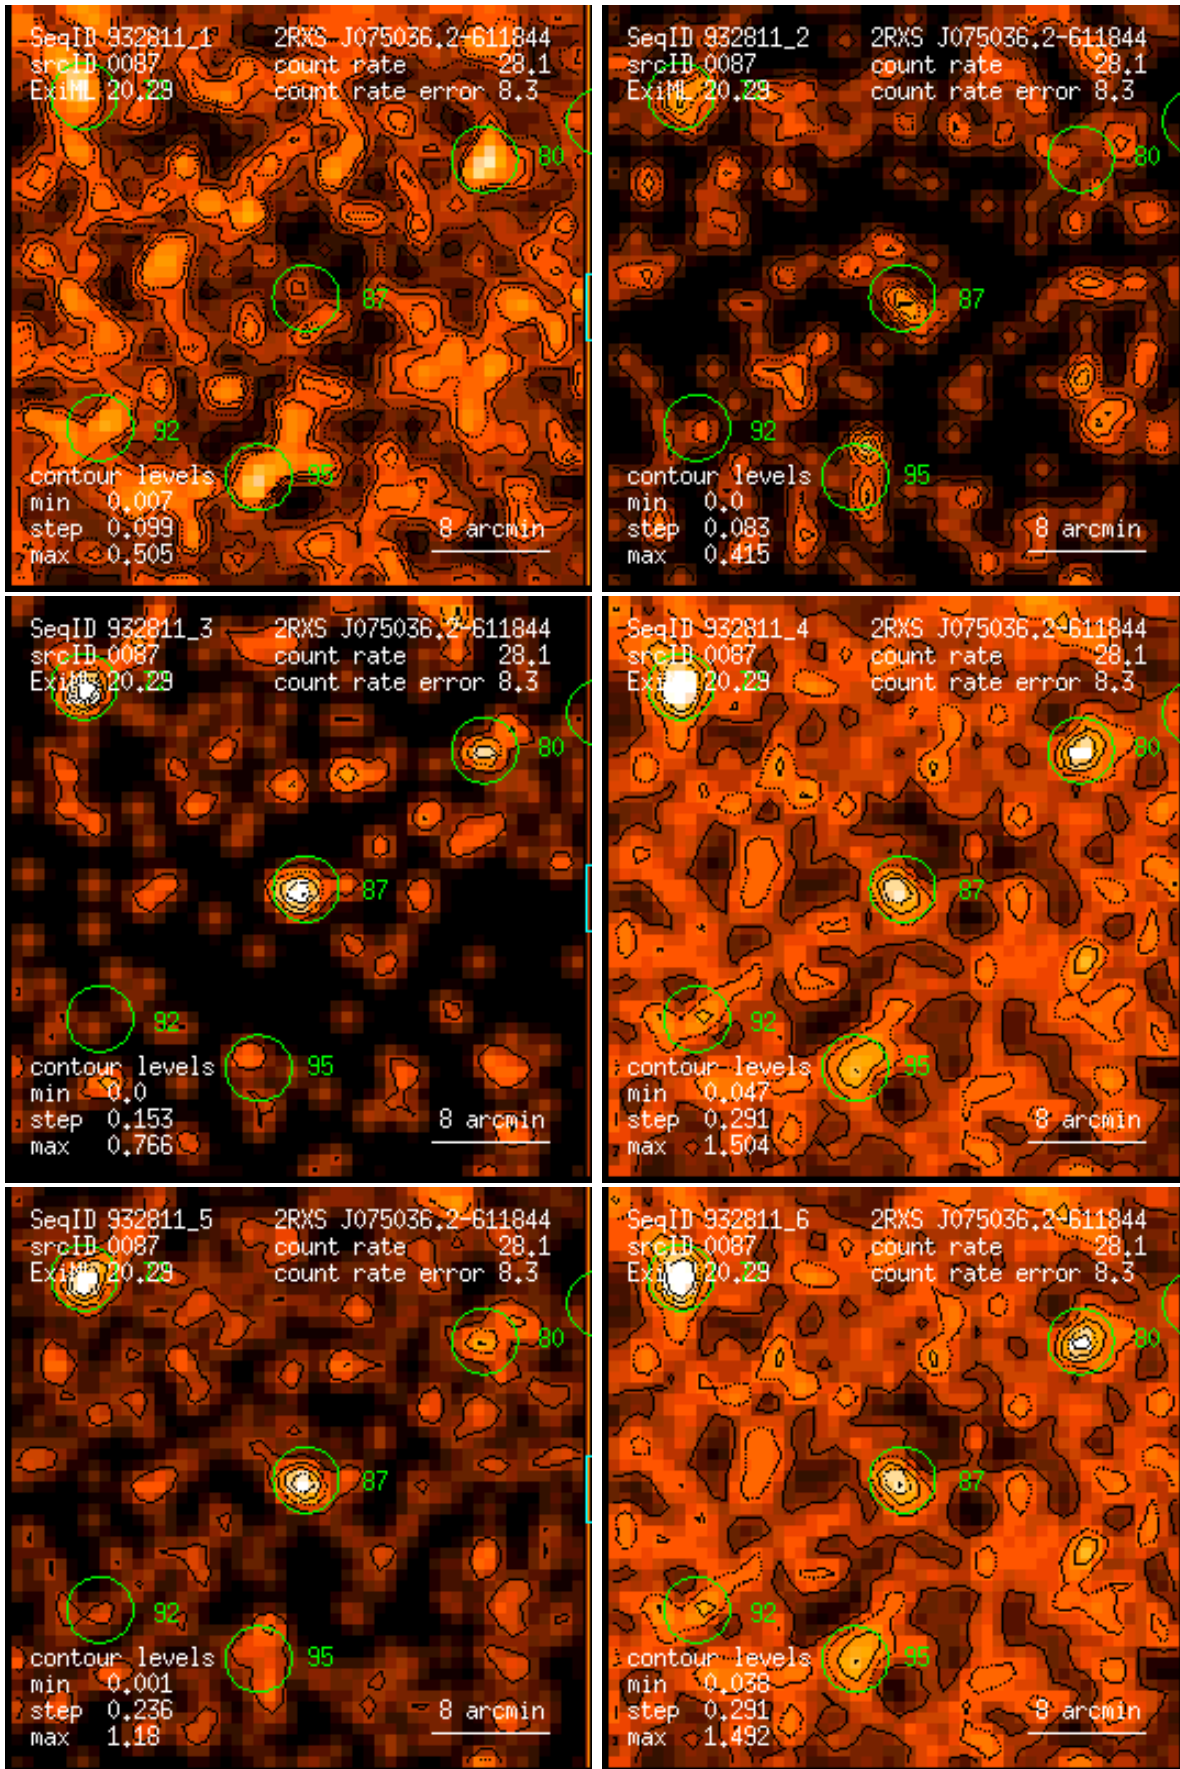 SeqID 932811_1 2RXS J075036.2-611844
srcID 0087 count rate 28.1
ExiML 20.29 count rate error 8.3
80
87
92
95
contour levels
min 0.007
step 0.099
max 0.505
8 arcmin
SeqID 932811_2 2RXS J075036.2-611844
srcID 0087 count rate 28.1
ExiML 20.29 count rate error 8.3
80
87
92
95
contour levels
min 0.0
step 0.083
max 0.415
8 arcmin
SeqID 932811_3 2RXS J075036.2-611844
srcID 0087 count rate 28.1
ExiML 20.29 count rate error 8.3
80
87
92
95
contour levels
min 0.0
step 0.153
max 0.766
8 arcmin
SeqID 932811_4 2RXS J075036.2-611844
srcID 0087 count rate 28.1
ExiML 20.29 count rate error 8.3
80
87
92
95
contour levels
min 0.047
step 0.291
max 1.504
8 arcmin
SeqID 932811_5 2RXS J075036.2-611844
srcID 0087 count rate 28.1
ExiML 20.29 count rate error 8.3
80
87
92
95
contour levels
min 0.001
step 0.236
max 1.18
8 arcmin
SeqID 932811_6 2RXS J075036.2-611844
srcID 0087 count rate 28.1
ExiML 20.29 count rate error 8.3
80
87
92
95
contour levels
min 0.038
step 0.291
max 1.492
8 arcmin